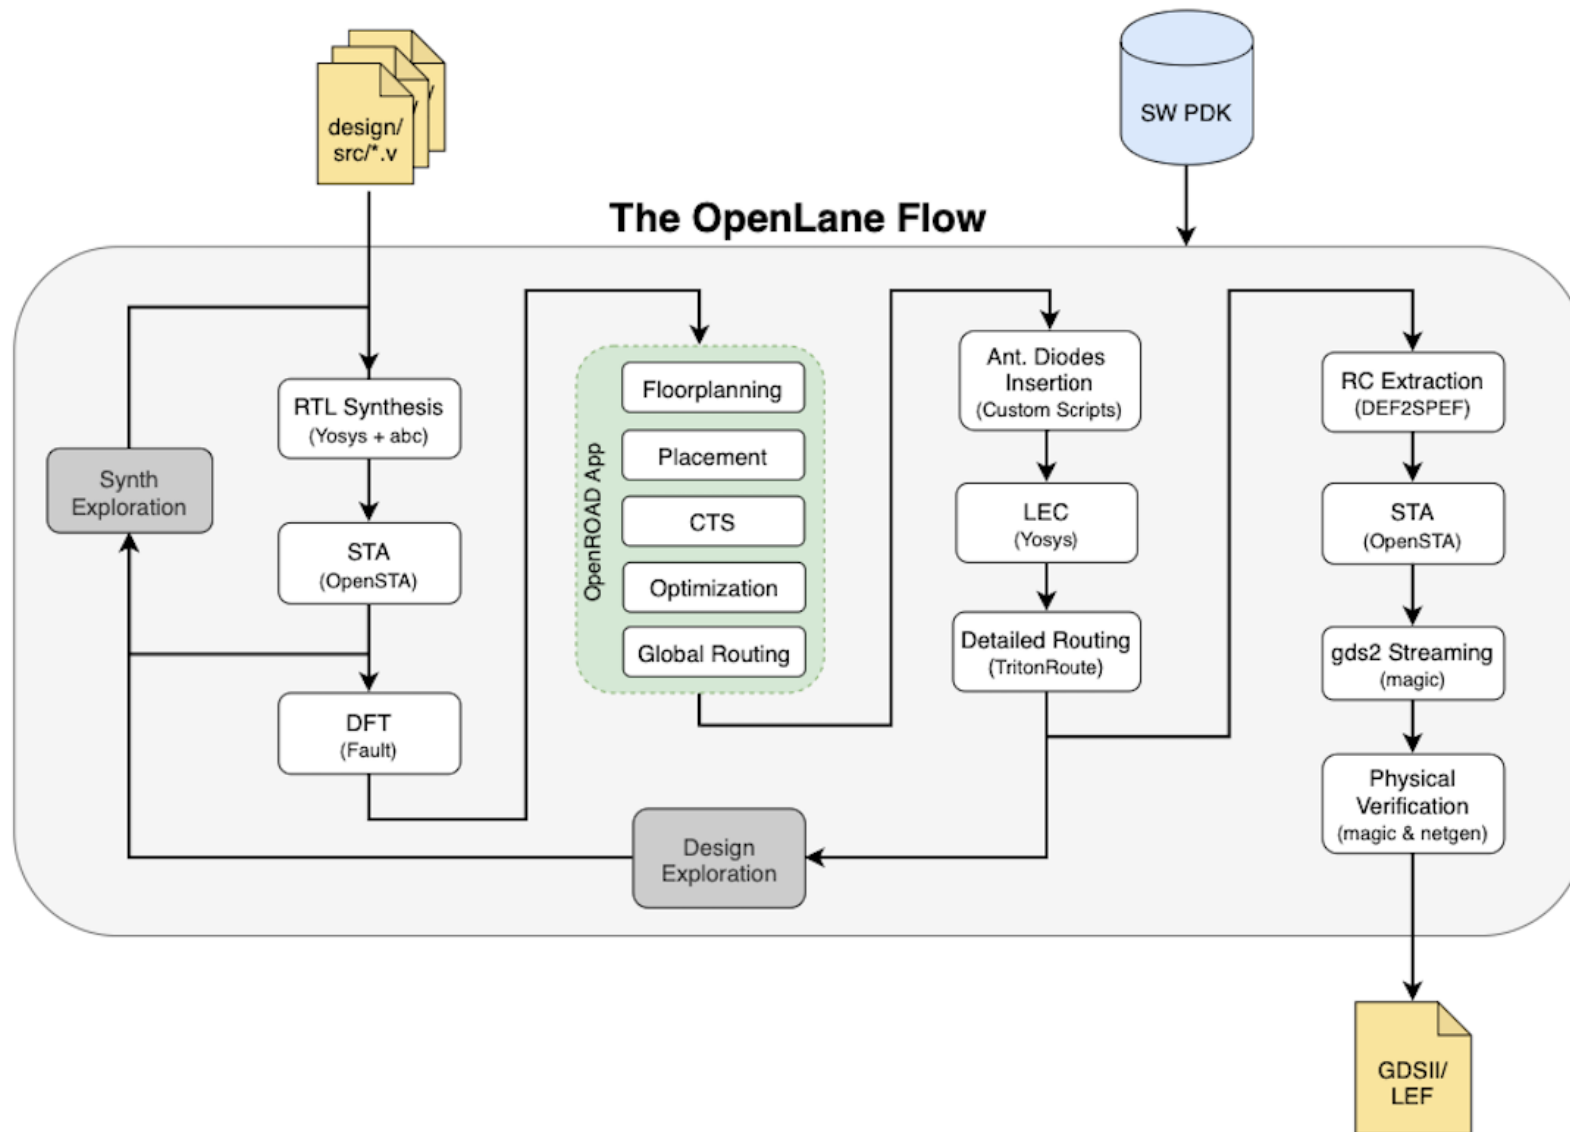 design/
src/*.v
SW PDK
The OpenLane Flow
RTL Synthesis
(Yosys + abc)
Synth
Exploration
STA
(OpenSTA)
DFT
(Fault)
OpenROAD App
Floorplanning
Placement
CTS
Optimization
Global Routing
Design
Exploration
Ant. Diodes
Insertion
(Custom Scripts)
LEC
(Yosys)
Detailed Routing
(TritonRoute)
RC Extraction
(DEF2SPEF)
STA
(OpenSTA)
gds2 Streaming
(magic)
Physical
Verification
(magic & netgen)
GDSII/
LEF